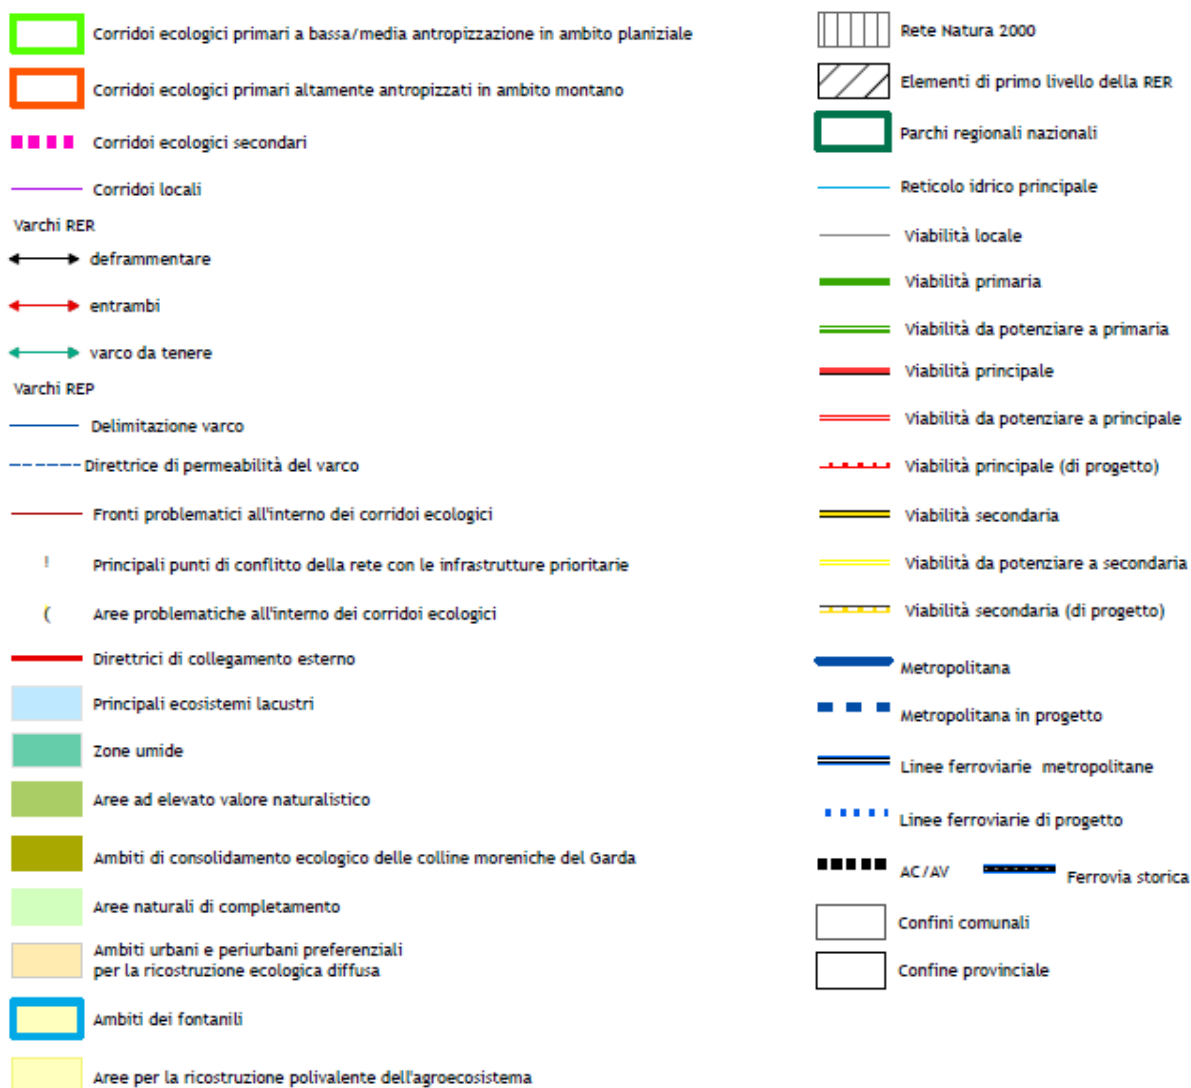 Corridoi ecologici primari a bassa/media antropizzazione in ambito planiziale
Corridoi ecologici primari altamente antropizzati in ambito montano
Corridoi ecologici secondari
Corridoi locali
Varchi RER
deframmentare
entrambi
varco da tenere
Varchi REP
Delimitazione varco
Direttrice di permeabilità del varco
Fronti problematici all'interno dei corridoi ecologici
! Principali punti di conflitto della rete con le infrastrutture prioritarie
( Aree problematiche all'interno dei corridoi ecologici
Direttrici di collegamento esterno
Principali ecosistemi lacustri
Zone umide
Aree ad elevato valore naturalistico
Ambiti di consolidamento ecologico delle colline moreniche del Garda
Aree naturali di completamento
Ambiti urbani e periurbani preferenziali
per la ricostruzione ecologica diffusa
Ambiti dei fontanili
Aree per la ricostruzione polivalente dell'agroecosistema
Rete Natura 2000
Elementi di primo livello della RER
Parchi regionali nazionali
Reticolo idrico principale
Viabilità locale
Viabilità primaria
Viabilità da potenziare a primaria
Viabilità principale
Viabilità da potenziare a principale
Viabilità principale (di progetto)
Viabilità secondaria
Viabilità da potenziare a secondaria
Viabilità secondaria (di progetto)
Metropolitana
Metropolitana in progetto
Linee ferroviarie metropolitane
Linee ferroviarie di progetto
AC/AV Ferrovia storica
Confini comunali
Confine provinciale